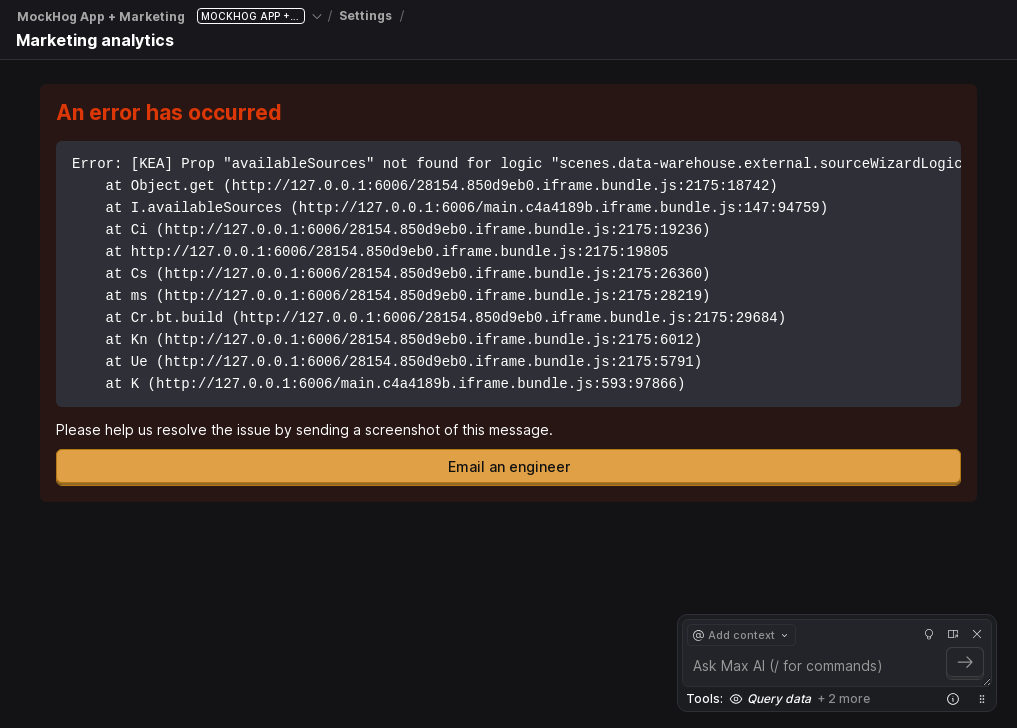 MockHog App + Marketing MOCKHOG APP +... / Settings /
Marketing analytics
An error has occurred
Error: [KEA] Prop "availableSources" not found for logic "scenes.data-warehouse.external.sourceWizardLogic
at Object.get (http://127.0.0.1:6006/28154.850d9eb0.iframe.bundle.js:2175:18742)
at I.availableSources (http://127.0.0.1:6006/main.c4a4189b.iframe.bundle.js:147:94759)
at Ci (http://127.0.0.1:6006/28154.850d9eb0.iframe.bundle.js:2175:19236)
at http://127.0.0.1:6006/28154.850d9eb0.iframe.bundle.js:2175:19805
at Cs (http://127.0.0.1:6006/28154.850d9eb0.iframe.bundle.js:2175:26360)
at ms (http://127.0.0.1:6006/28154.850d9eb0.iframe.bundle.js:2175:28219)
at Cr.bt.build (http://127.0.0.1:6006/28154.850d9eb0.iframe.bundle.js:2175:29684)
at Kn (http://127.0.0.1:6006/28154.850d9eb0.iframe.bundle.js:2175:6012)
at Ue (http://127.0.0.1:6006/28154.850d9eb0.iframe.bundle.js:2175:5791)
at K (http://127.0.0.1:6006/main.c4a4189b.iframe.bundle.js:593:97866)
Please help us resolve the issue by sending a screenshot of this message.
Email an engineer
@ Add context
Ask Max AI (/ for commands)
Tools: Query data + 2 more